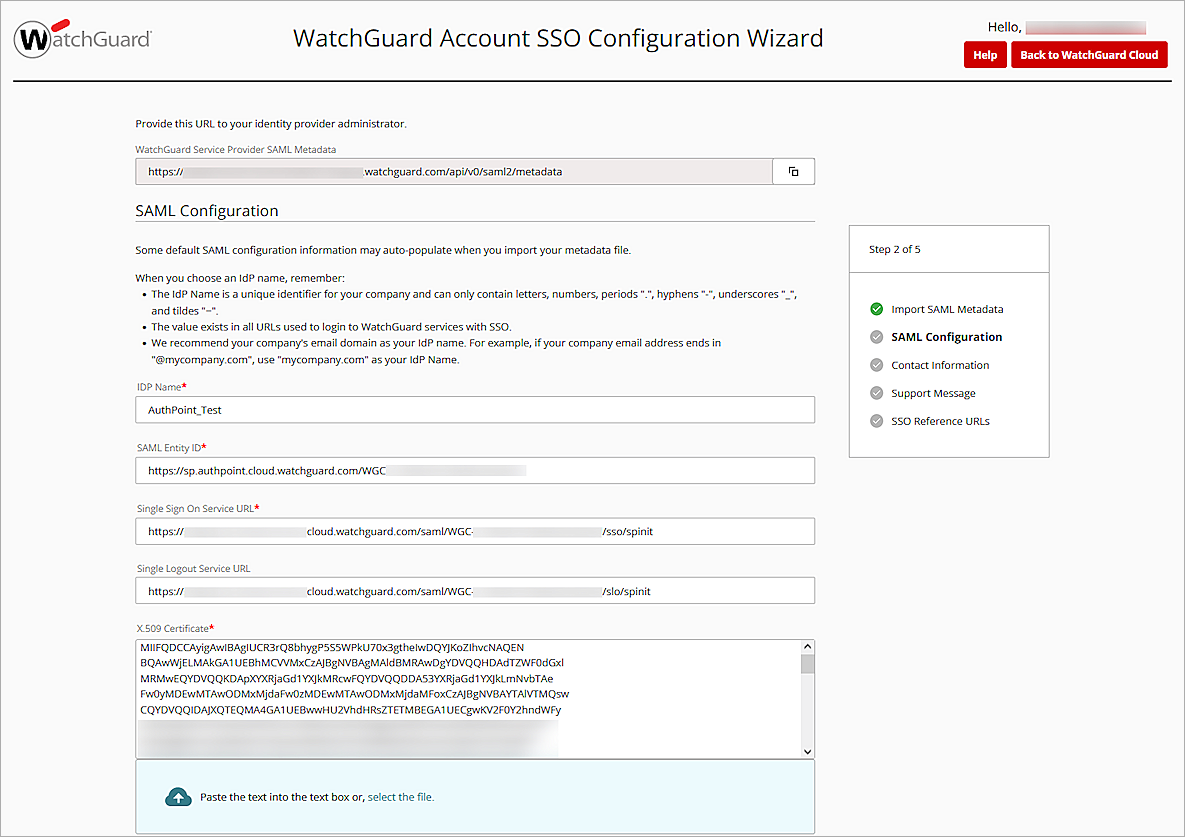 WatchGuard
WatchGuard Account SSO Configuration Wizard
Hello,
Help
Back to WatchGuard Cloud
Provide this URL to your identity provider administrator.
WatchGuard Service Provider SAML Metadata
https:// .watchguard.com/api/v0/saml2/metadata
SAML Configuration
Some default SAML configuration information may auto-populate when you import your metadata file.
When you choose an IdP name, remember:
• The IdP Name is a unique identifier for your company and can only contain letters, numbers, periods ".", hyphens "-", underscores "_",
and tildes "~".
• The value exists in all URLs used to login to WatchGuard services with SSO.
• We recommend your company's email domain as your IdP name. For example, if your company email address ends in
"@mycompany.com", use "mycompany.com" as your IdP Name.
IDP Name*
AuthPoint_Test
SAML Entity ID*
https://sp.authpoint.cloud.watchguard.com/WGC
Single Sign On Service URL*
https:// cloud.watchguard.com/saml/WGC- /sso/spinit
Single Logout Service URL
https:// cloud.watchguard.com/saml/WGC- /slo/spinit
X.509 Certificate*
MIIFQDCCAyigAwIBAgIUCR3rQ8bhygP5S5WPkU70x3gtheIwDQYJKoZIhvcNAQEN
BQAwWjELMAkGA1UEBhMCVVMxCzAJBgNVBAgMAldBMRAwDgYDVQQHDAdTZWF0dGxl
MRMwEQYDVQQKDApXYXRjaGd1YXJkMRcwFQYDVQQDDA53YXRjaGd1YXJkLmNvbTAe
Fw0yMDEwMTAwODMxMjdaFw0zMDEwMTAwODMxMjdaMFoxCzAJBgNVBAYTAlVTMQsw
CQYDVQQIDAJXQTEQMA4GA1UEBwwHU2VhdHRsZTETMBEGA1UECgwKV2F0Y2hndWFy
Paste the text into the text box or, select the file.
Step 2 of 5
Import SAML Metadata
SAML Configuration
Contact Information
Support Message
SSO Reference URLs